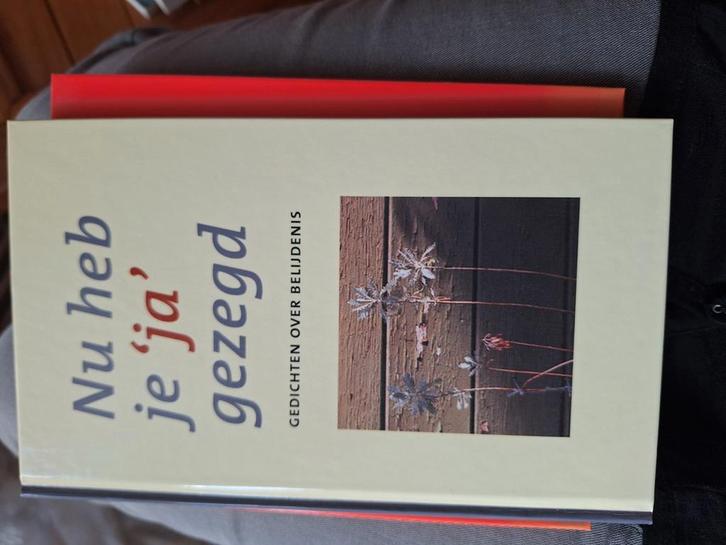 Nu heb
je ‘ja’
gezegd
GEDICHTEN OVER BELIJDENIS